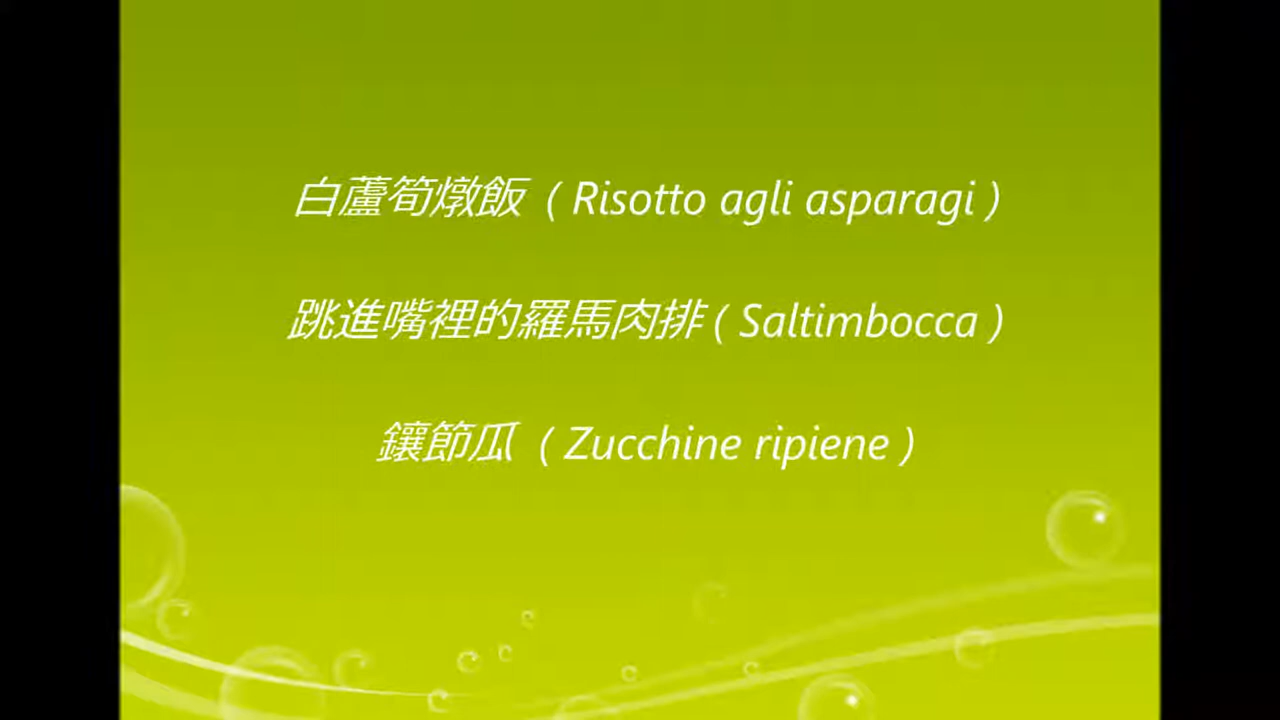 白蘆筍燉飯 ( Risotto agli asparagi )
跳進嘴裡的羅馬肉排 ( Saltimbocca )
鑲節瓜 ( Zucchine ripiene )